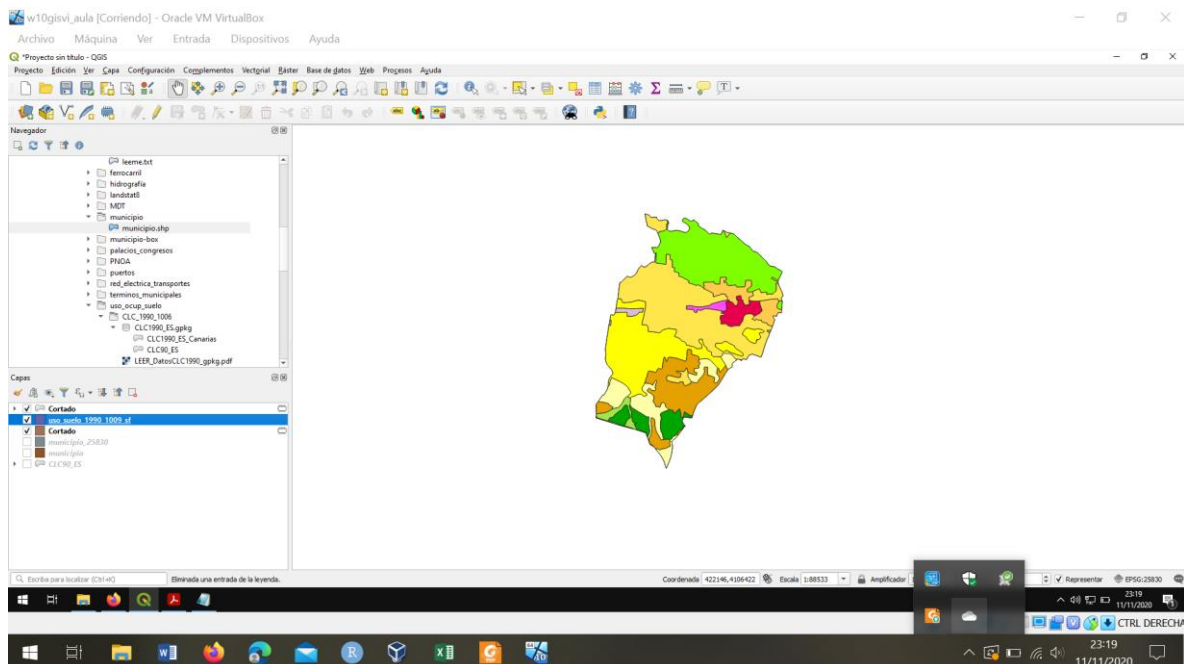 w10gisvi_aula [Corriendo] - Oracle VM VirtualBox
Archivo Máquina Ver Entrada Dispositivos Ayuda
*Proyecto sin título - QGIS
Proyecto Edición Ver Capa Configuración Complementos Vectorial Ráster Base de datos Web Procesos Ayuda
Navegador
leeme.txt
ferrocarril
hidrografía
landstat8
MDT
municipio
municipio.shp
municipio-box
palacios_congresos
PNOA
puertos
red_electrica_transportes
terminos_municipales
uso_ocup_suelo
CLC_1990_1006
CLC1990_ES.gpkg
CLC1990_ES_Canarias
CLC90_ES
LEER_DatosCLC1990_gpkg.pdf
Capas
Cortado
uso_suelo_1990_1009_sf
Cortado
municipio_25830
municipio
CLC90_ES
Escriba para localizar (Ctrl+K) Eliminada una entrada de la leyenda. Coordenada 422146,4106422 Escala 1:88533 Amplificador Representar EPSG:25830
23:19
11/11/2020
CTRL DERECHA
23:19
11/11/2020